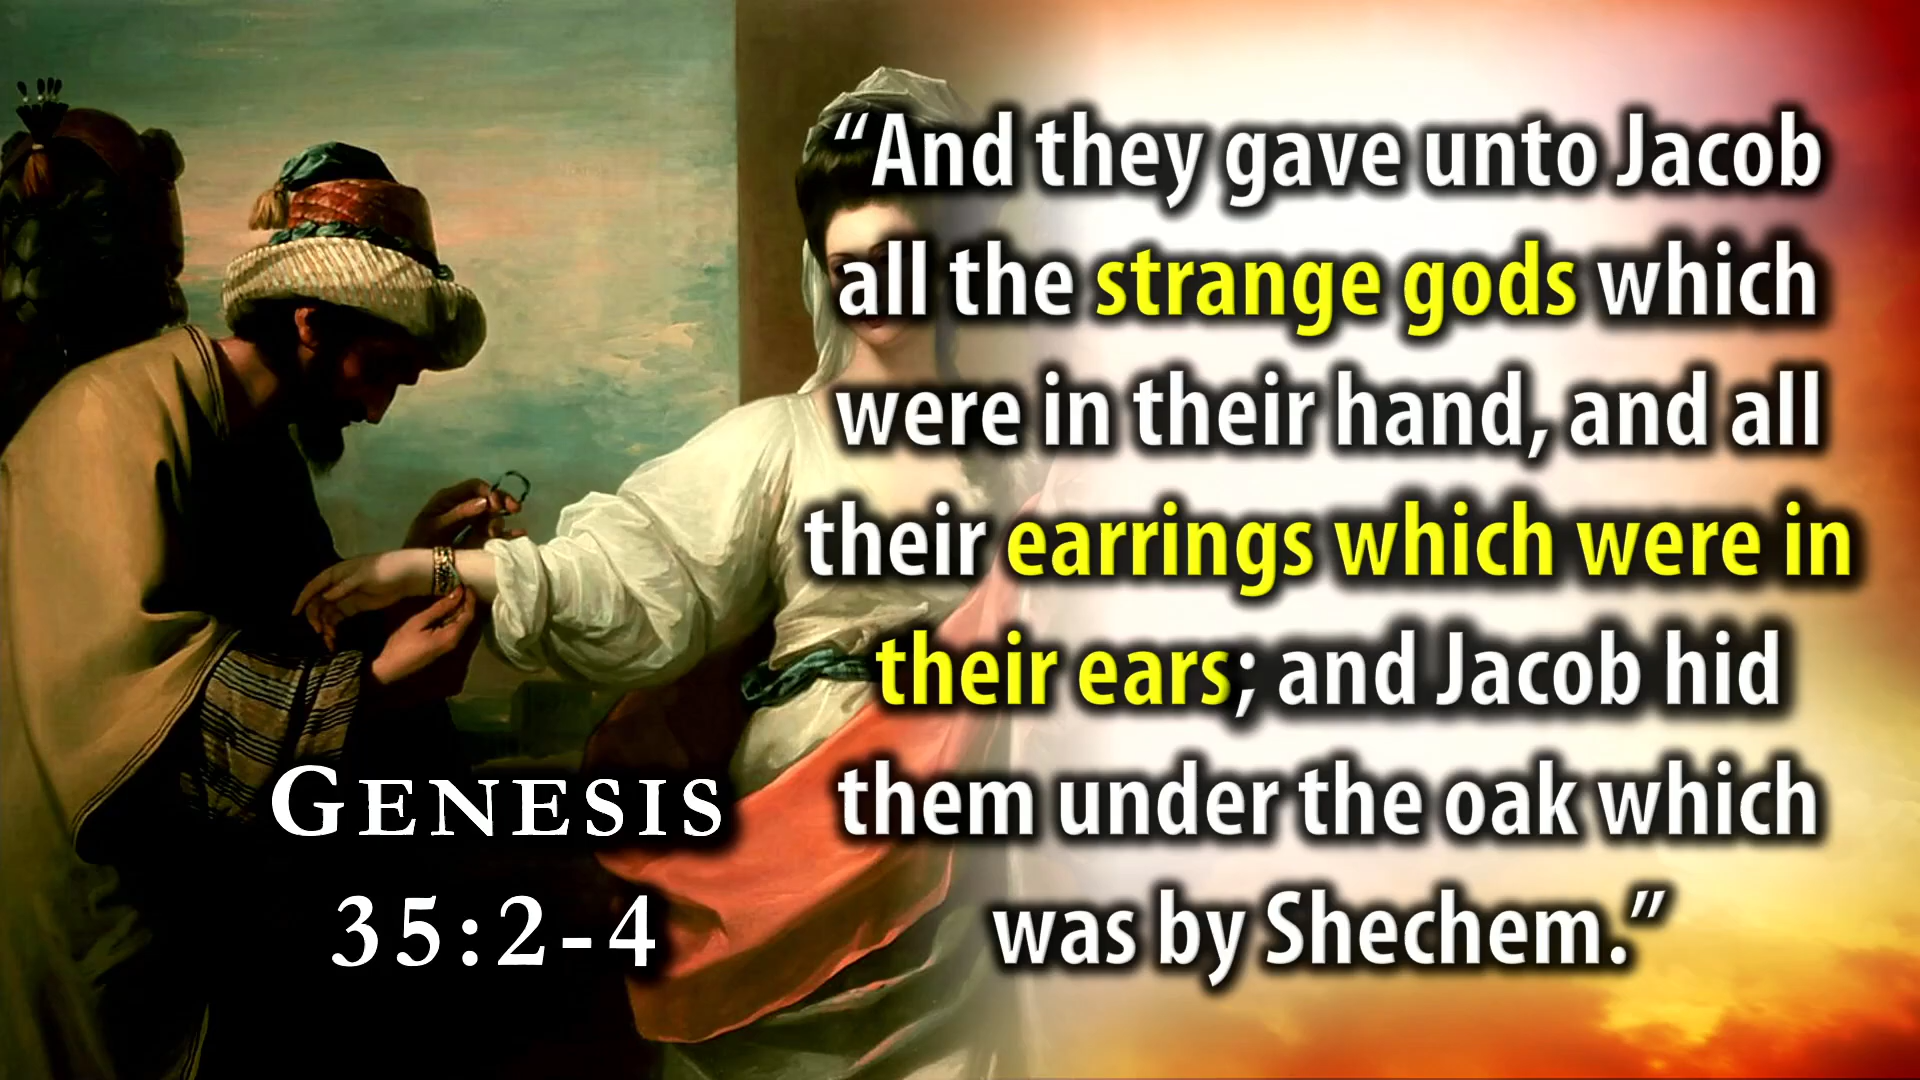 “And they gave unto Jacob
all the strange gods which
were in their hand, and all
their earrings which were in
their ears; and Jacob hid
them under the oak which
was by Shechem.”
GENESIS
35:2-4